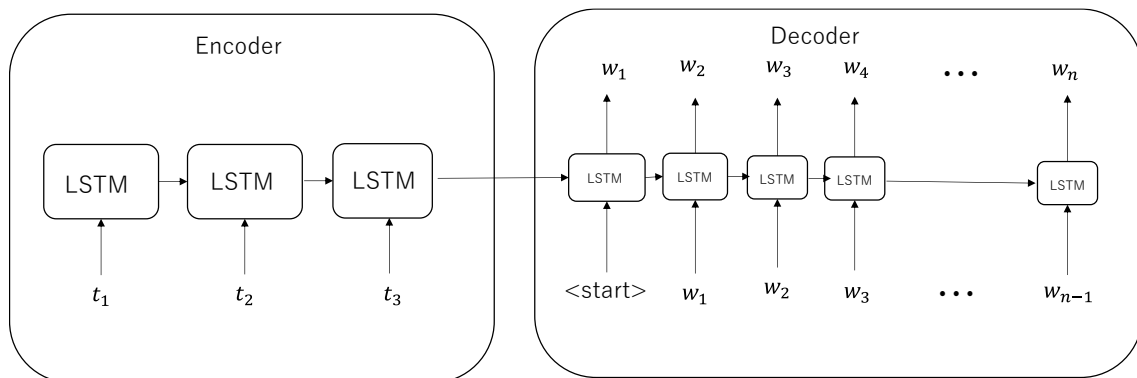 Encoder
Decoder
w₁ w₂ w₃ w₄ ... wₙ
LSTM LSTM LSTM LSTM LSTM LSTM LSTM LSTM
t₁ t₂ t₃ <start> w₁ w₂ w₃ ... wₙ₋₁